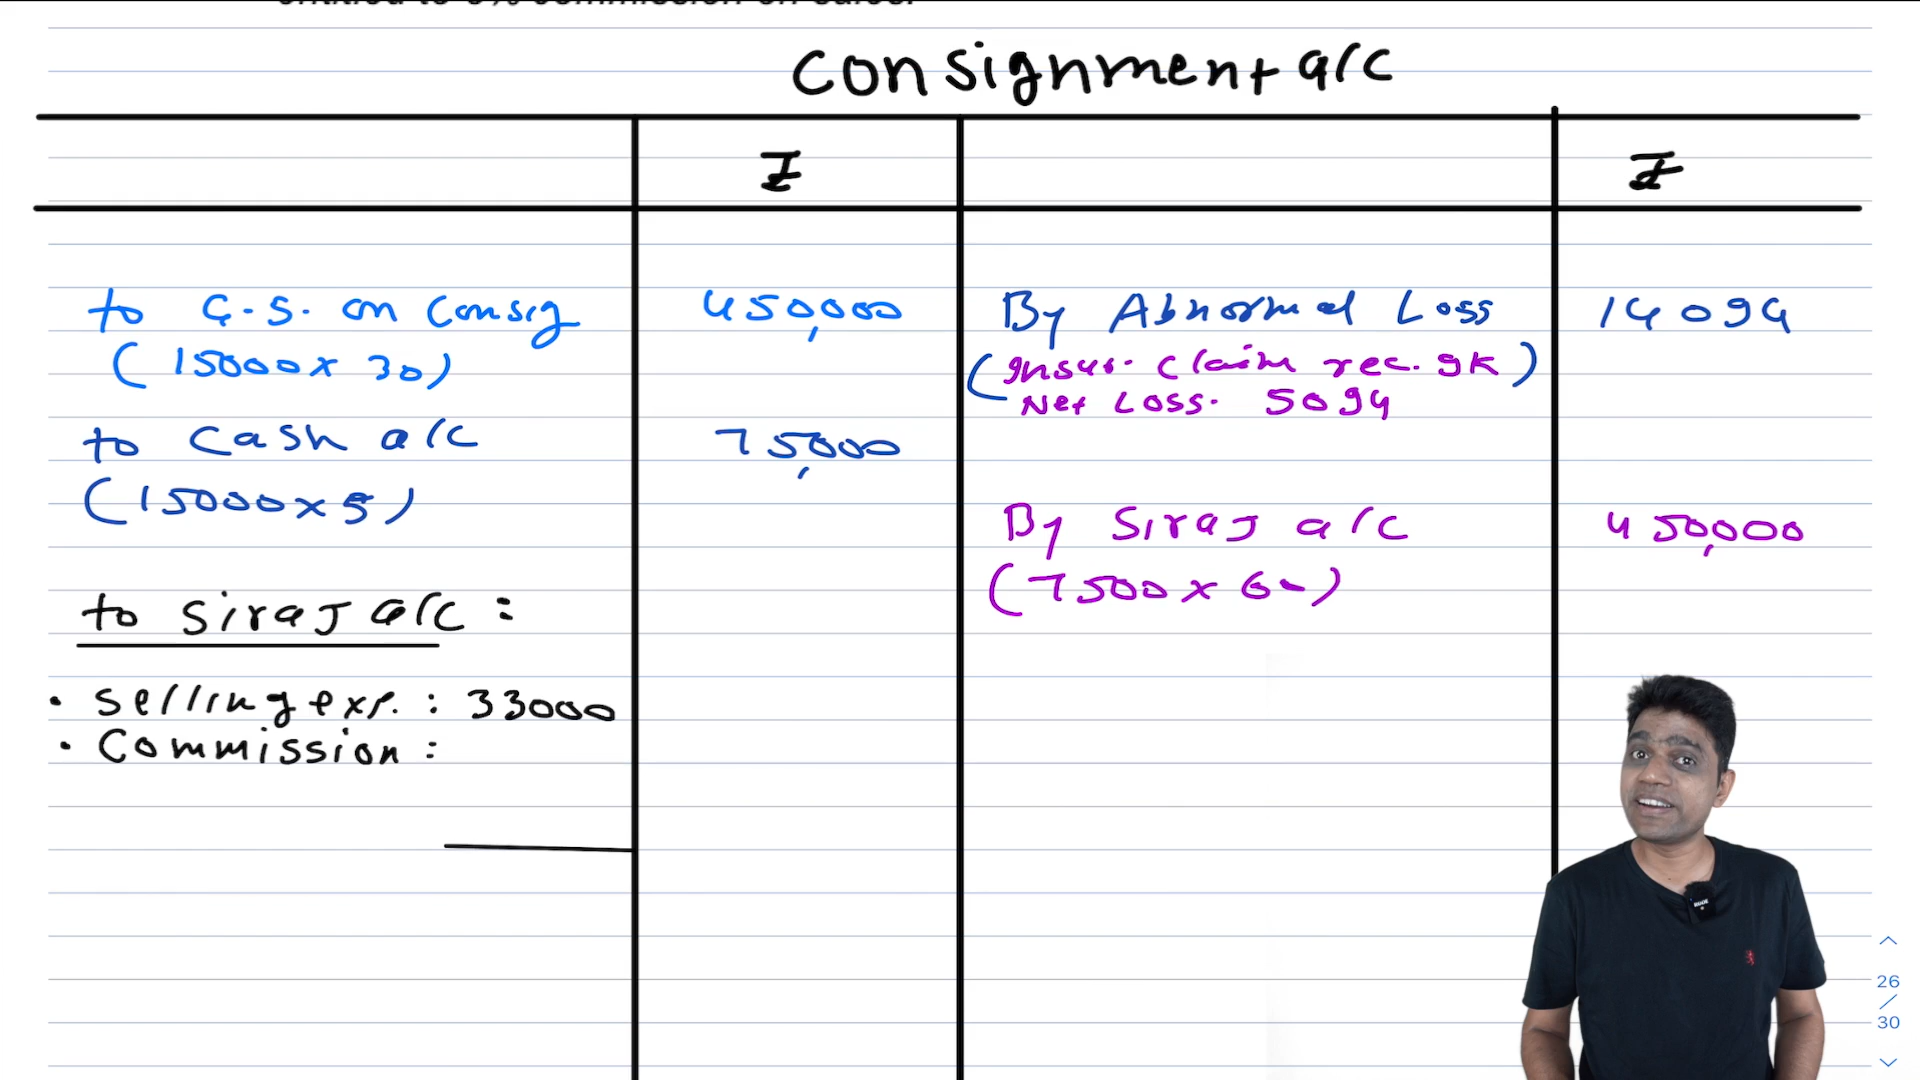 Consignment a/c
₹
₹
to G.S. on Consig
450,000
(15000 x 30)
to Cash a/c
75,000
(15000 x 5)
to Siraj a/c :
• Selling exp. : 33000
• Commission :
By Abnormal Loss
14094
(Insur. Claim rec. 9K)
Net Loss. 5094
By Siraj a/c
450,000
(7500 x 60)
26
/
30